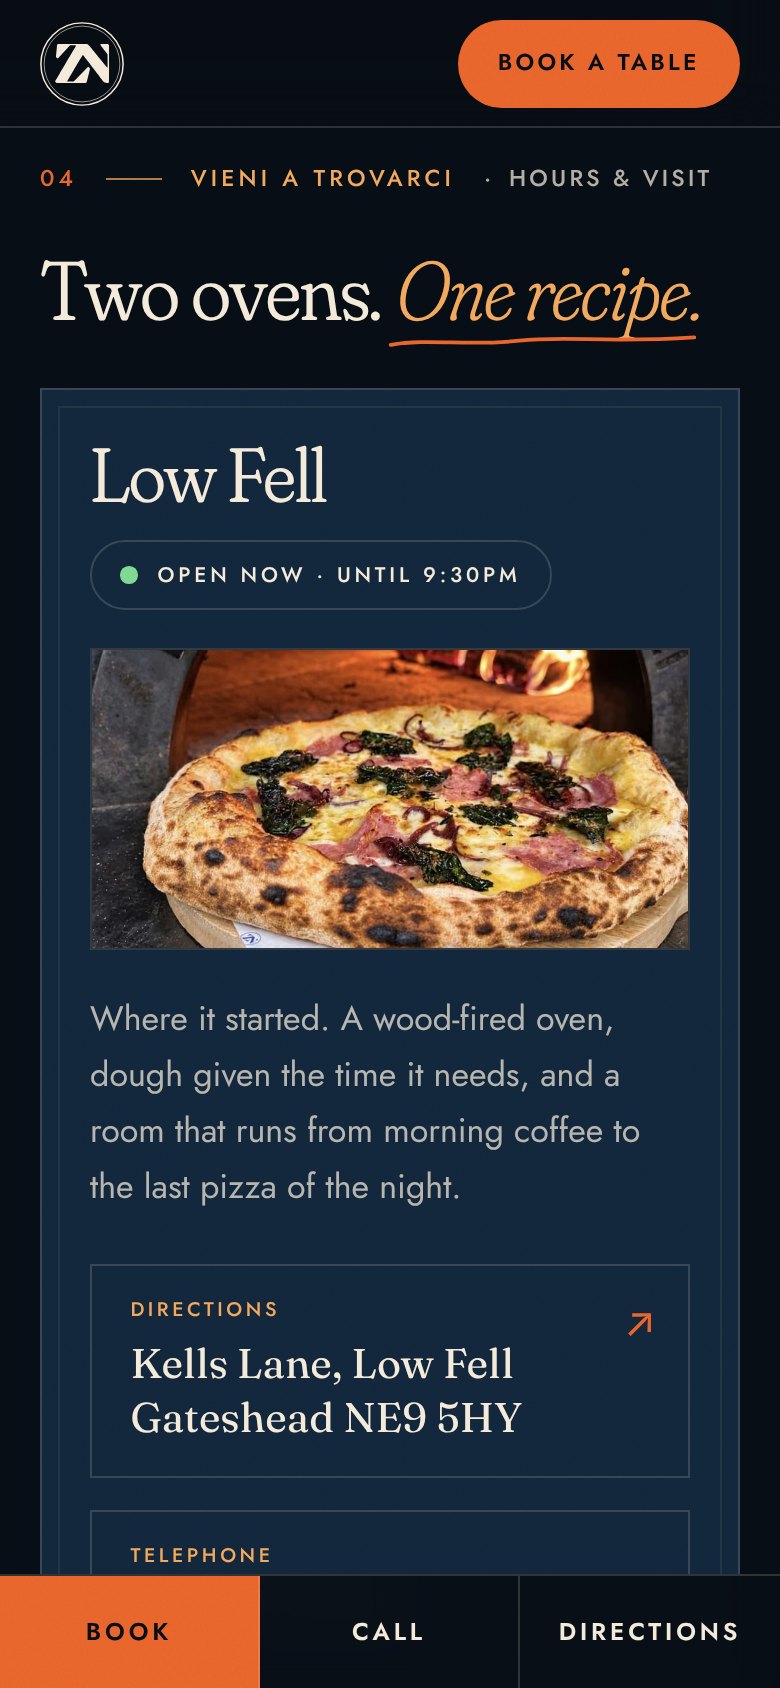 ZN
BOOK A TABLE
04 — VIENI A TROVARCI · HOURS & VISIT
Two ovens. One recipe.
Low Fell
OPEN NOW · UNTIL 9:30PM
Where it started. A wood-fired oven,
dough given the time it needs, and a
room that runs from morning coffee to
the last pizza of the night.
DIRECTIONS
Kells Lane, Low Fell
Gateshead NE9 5HY
TELEPHONE
BOOK
CALL
DIRECTIONS